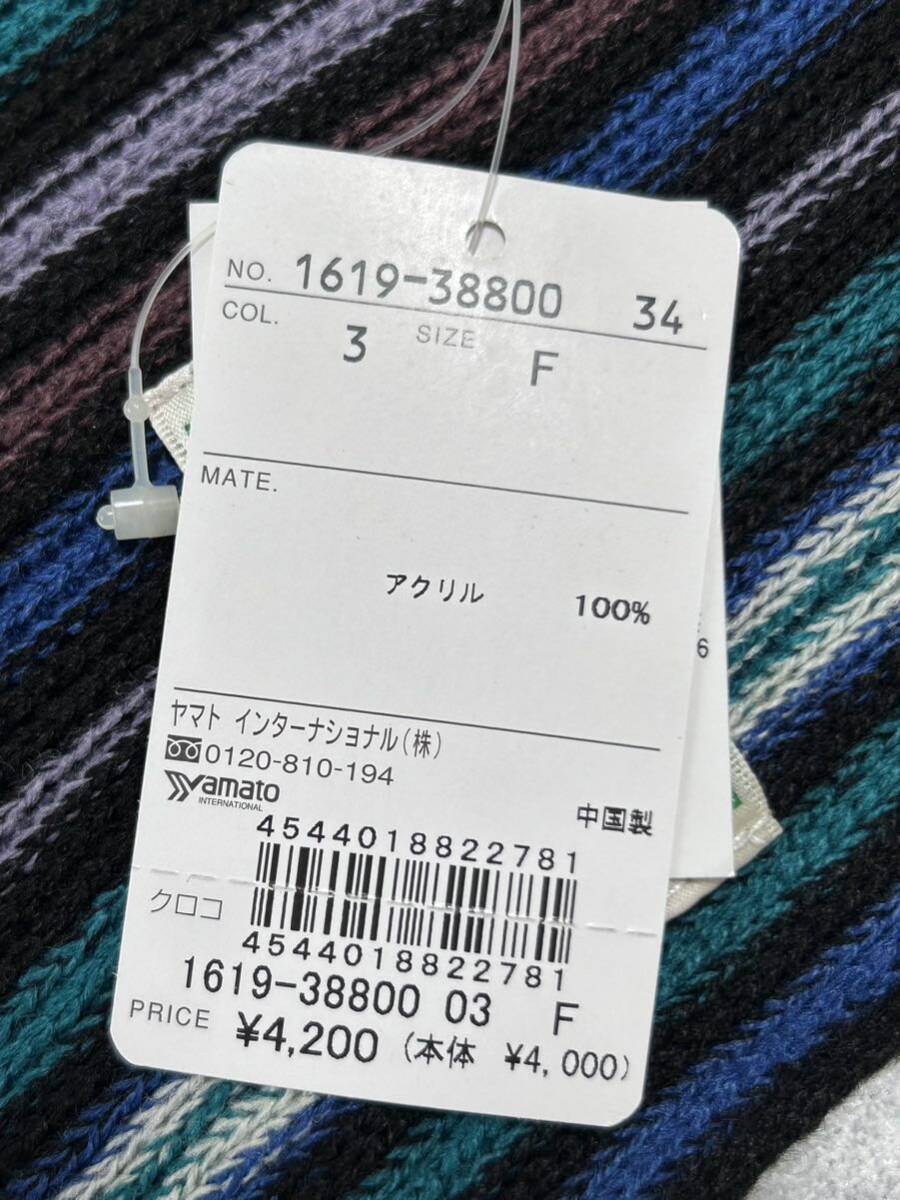 NO. 1619-38800 34
COL. 3 SIZE F
MATE.
アクリル 100%
6
ヤマト インターナショナル(株)
0120-810-194
yamato
INTERNATIONAL
中国製
4544018822781
クロコ
4544018822781
1619-38800 03 F
PRICE ¥4,200 (本体 ¥4,000)